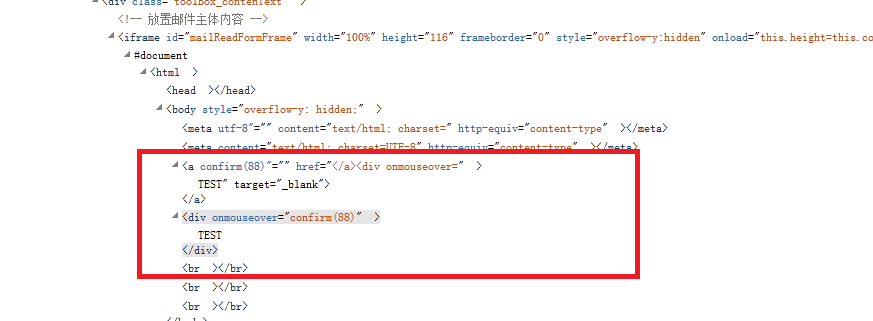 <div class="toolbox_contenText" >
<!-- 放置邮件主体内容 -->
<iframe id="mailReadFormFrame" width="100%" height="116" frameborder="0" style="overflow-y:hidden" onload="this.height=this.co
#document
<html >
<head ></head>
<body style="overflow-y: hidden;" >
<meta utf-8"="" content="text/html; charset=" http-equiv="content-type" ></meta>
<meta content="text/html; charset=UTF-8" http-equiv="content-type" ></meta>
<a confirm(88)"="" href="</a><div onmouseover=" >
TEST" target="_blank">
</a>
<div onmouseover="confirm(88)" >
TEST
</div>
<br ></br>
<br ></br>
<br ></br>
</body>